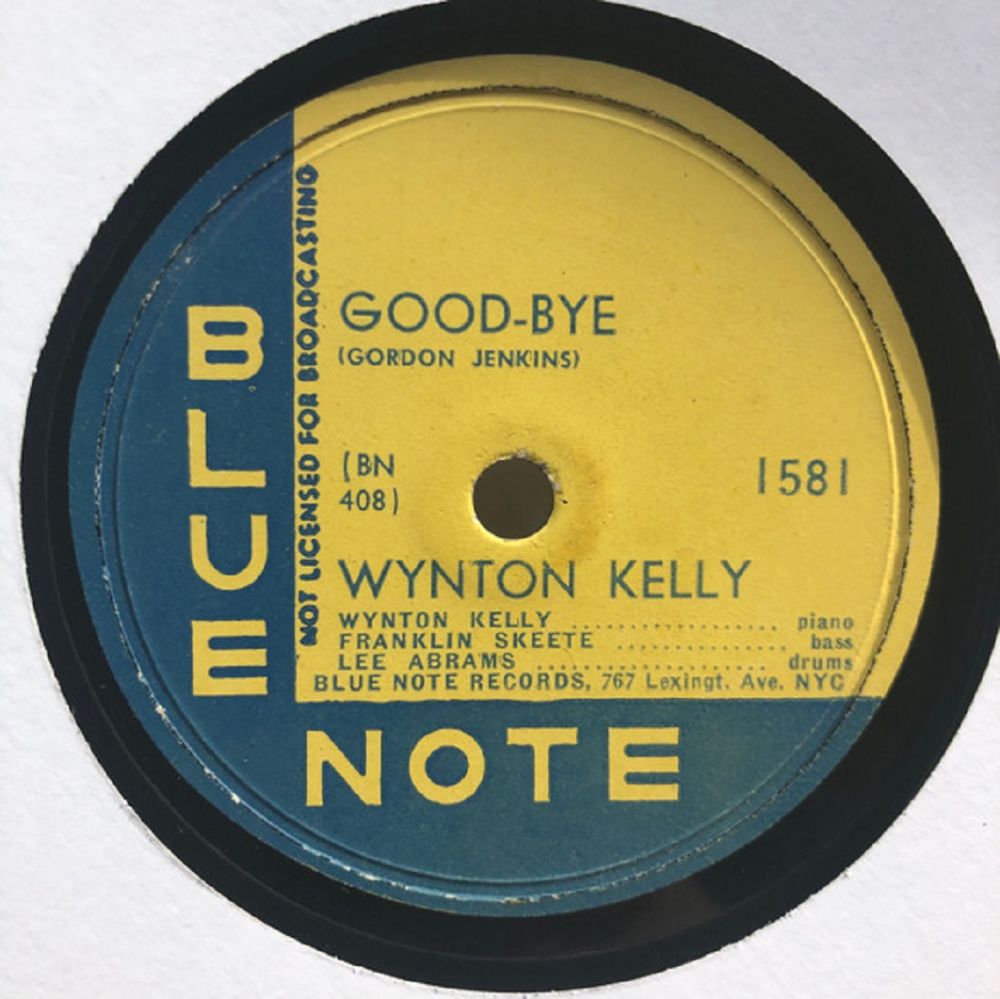 BLUE
NOT LICENSED FOR BROADCASTING
GOOD-BYE
(GORDON JENKINS)
(BN
408)
1581
WYNTON KELLY
WYNTON KELLY .................. piano
FRANKLIN SKEETE ............. bass
LEE ABRAMS ..................... drums
BLUE NOTE RECORDS, 767 Lexingt. Ave. NYC
NOTE